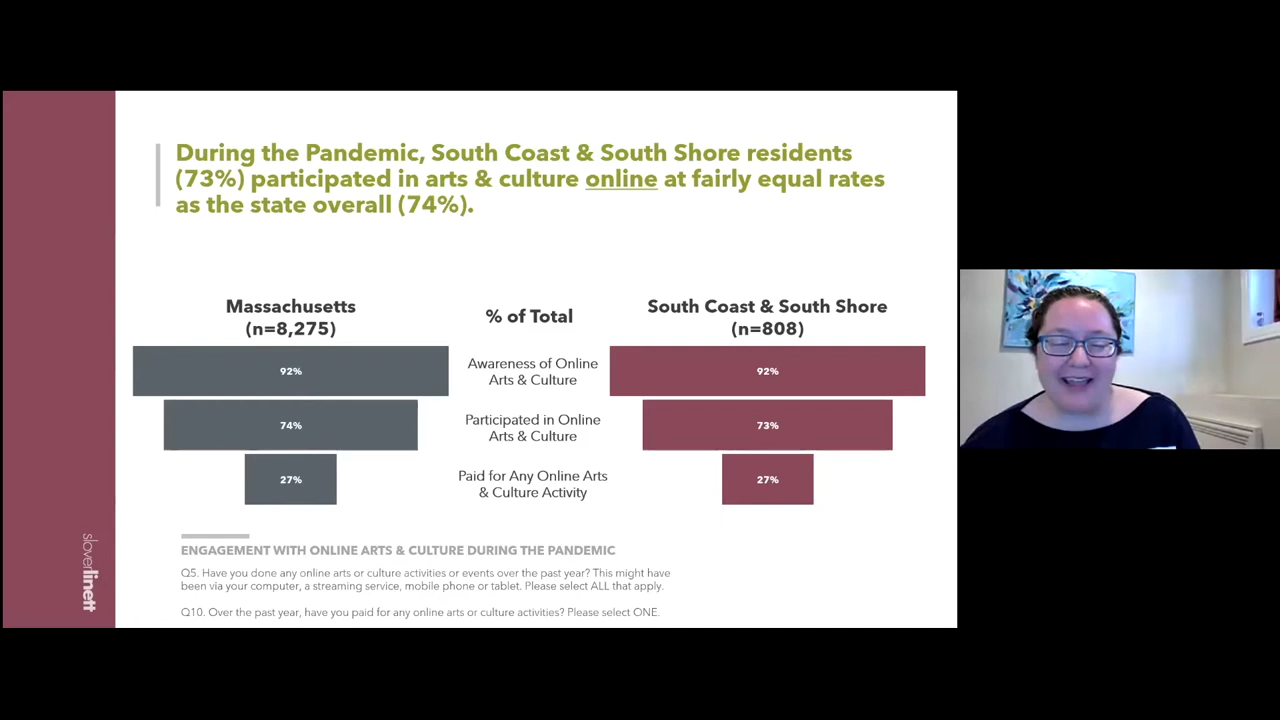 During the Pandemic, South Coast & South Shore residents
(73%) participated in arts & culture online at fairly equal rates
as the state overall (74%).
Massachusetts
(n=8,275)
% of Total
South Coast & South Shore
(n=808)
92%
Awareness of Online
Arts & Culture
92%
74%
Participated in Online
Arts & Culture
73%
27%
Paid for Any Online Arts
& Culture Activity
27%
ENGAGEMENT WITH ONLINE ARTS & CULTURE DURING THE PANDEMIC
Q5. Have you done any online arts or culture activities or events over the past year? This might have
been via your computer, a streaming service, mobile phone or tablet. Please select ALL that apply.
Q10. Over the past year, have you paid for any online arts or culture activities? Please select ONE.
sloverlinett